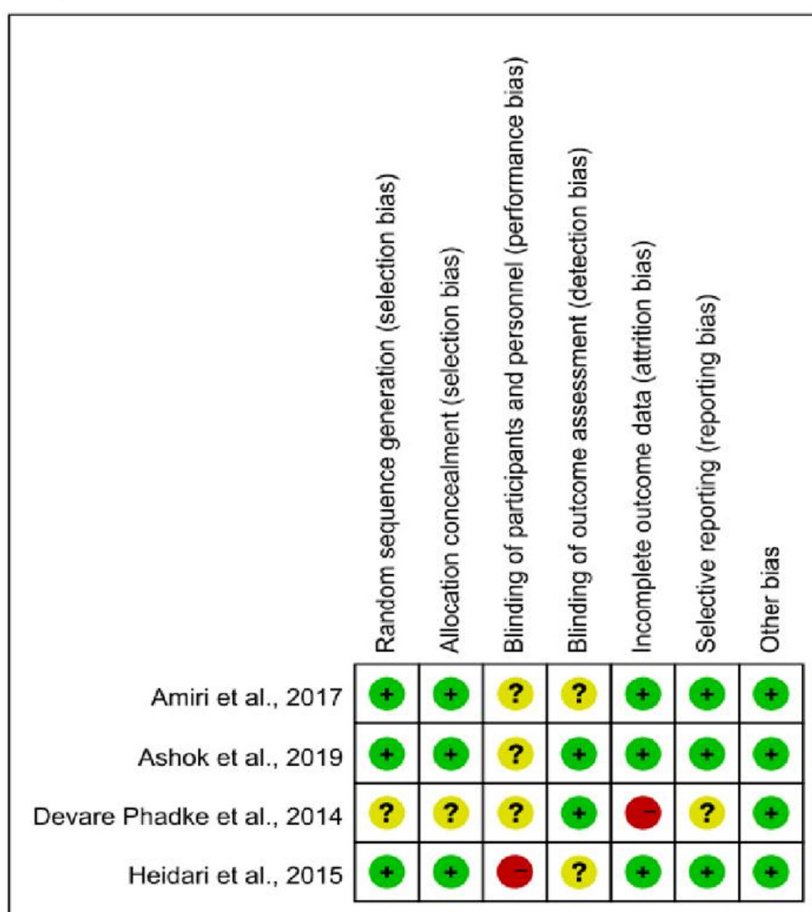 Random sequence generation (selection bias)
Allocation concealment (selection bias)
Blinding of participants and personnel (performance bias)
Blinding of outcome assessment (detection bias)
Incomplete outcome data (attrition bias)
Selective reporting (reporting bias)
Other bias
Amiri et al., 2017 + + ? ? + + +
Ashok et al., 2019 + + ? + + + +
Devare Phadke et al., 2014 ? ? ? + − ? +
Heidari et al., 2015 + + − ? + + +